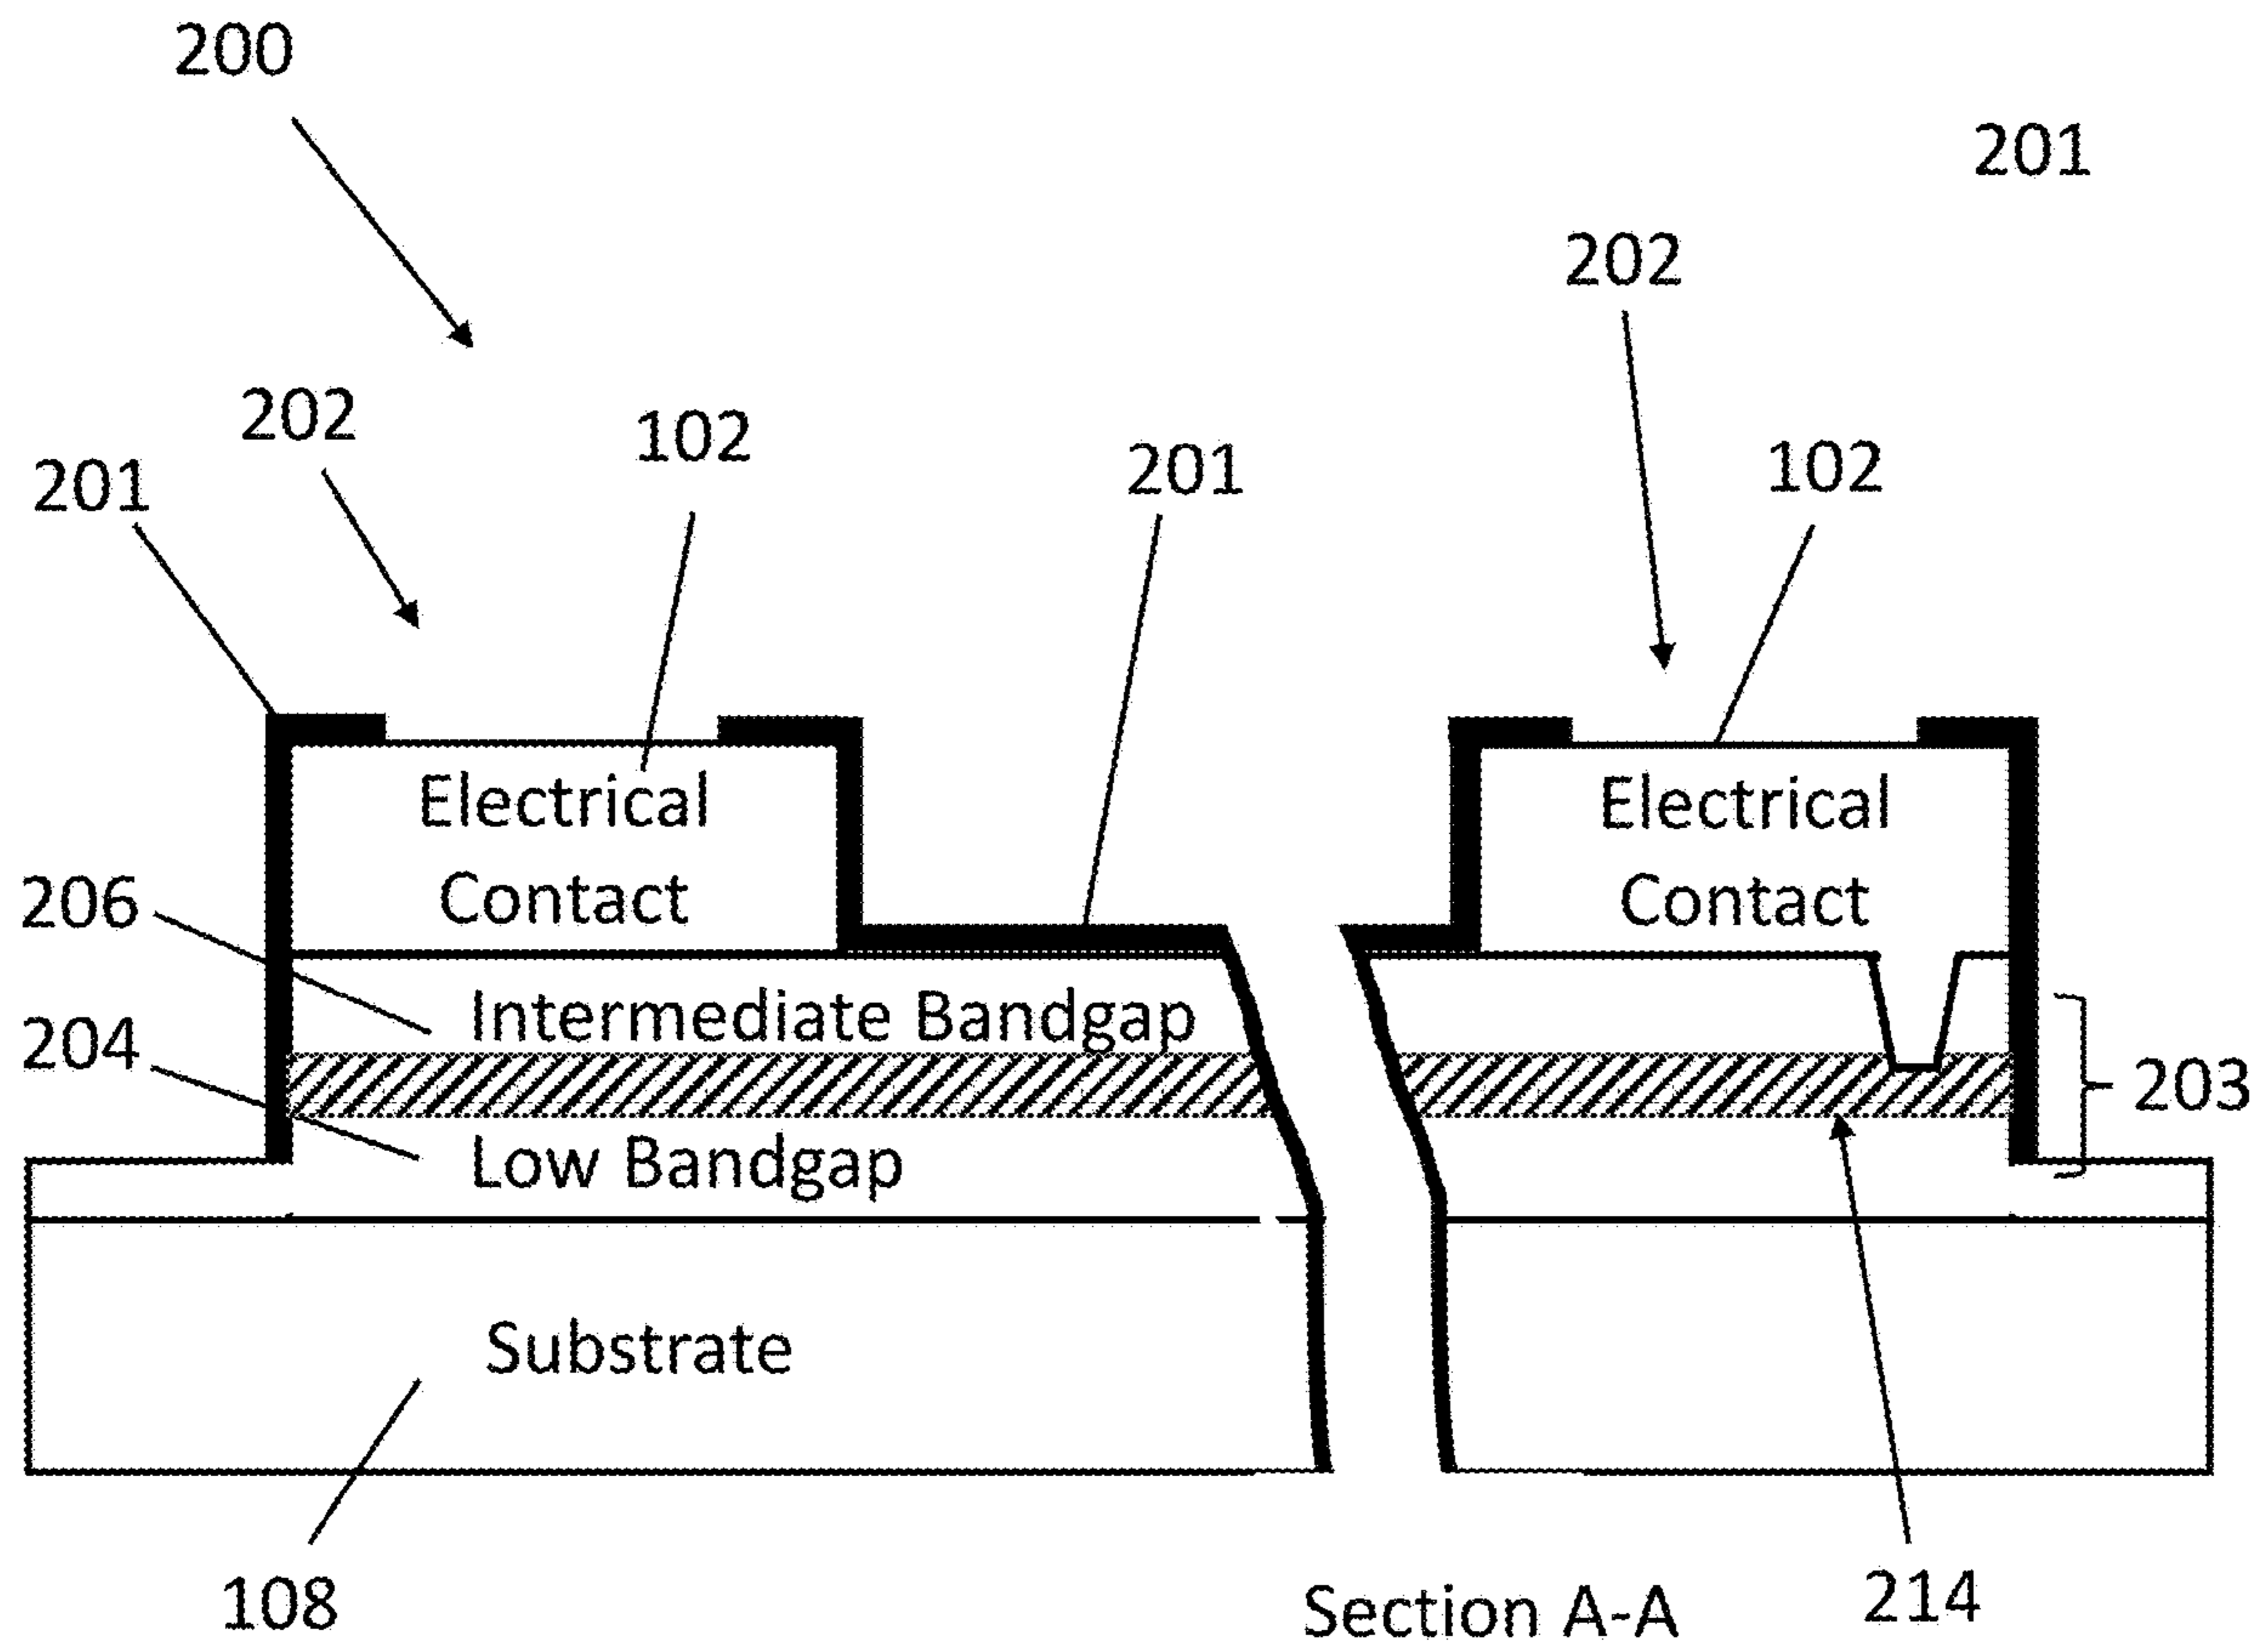 200
201
202
202
102
102
201
201
Electrical
Contact
Electrical
Contact
206
Intermediate Bandgap
204
203
Low Bandgap
Substrate
108
Section A-A
214